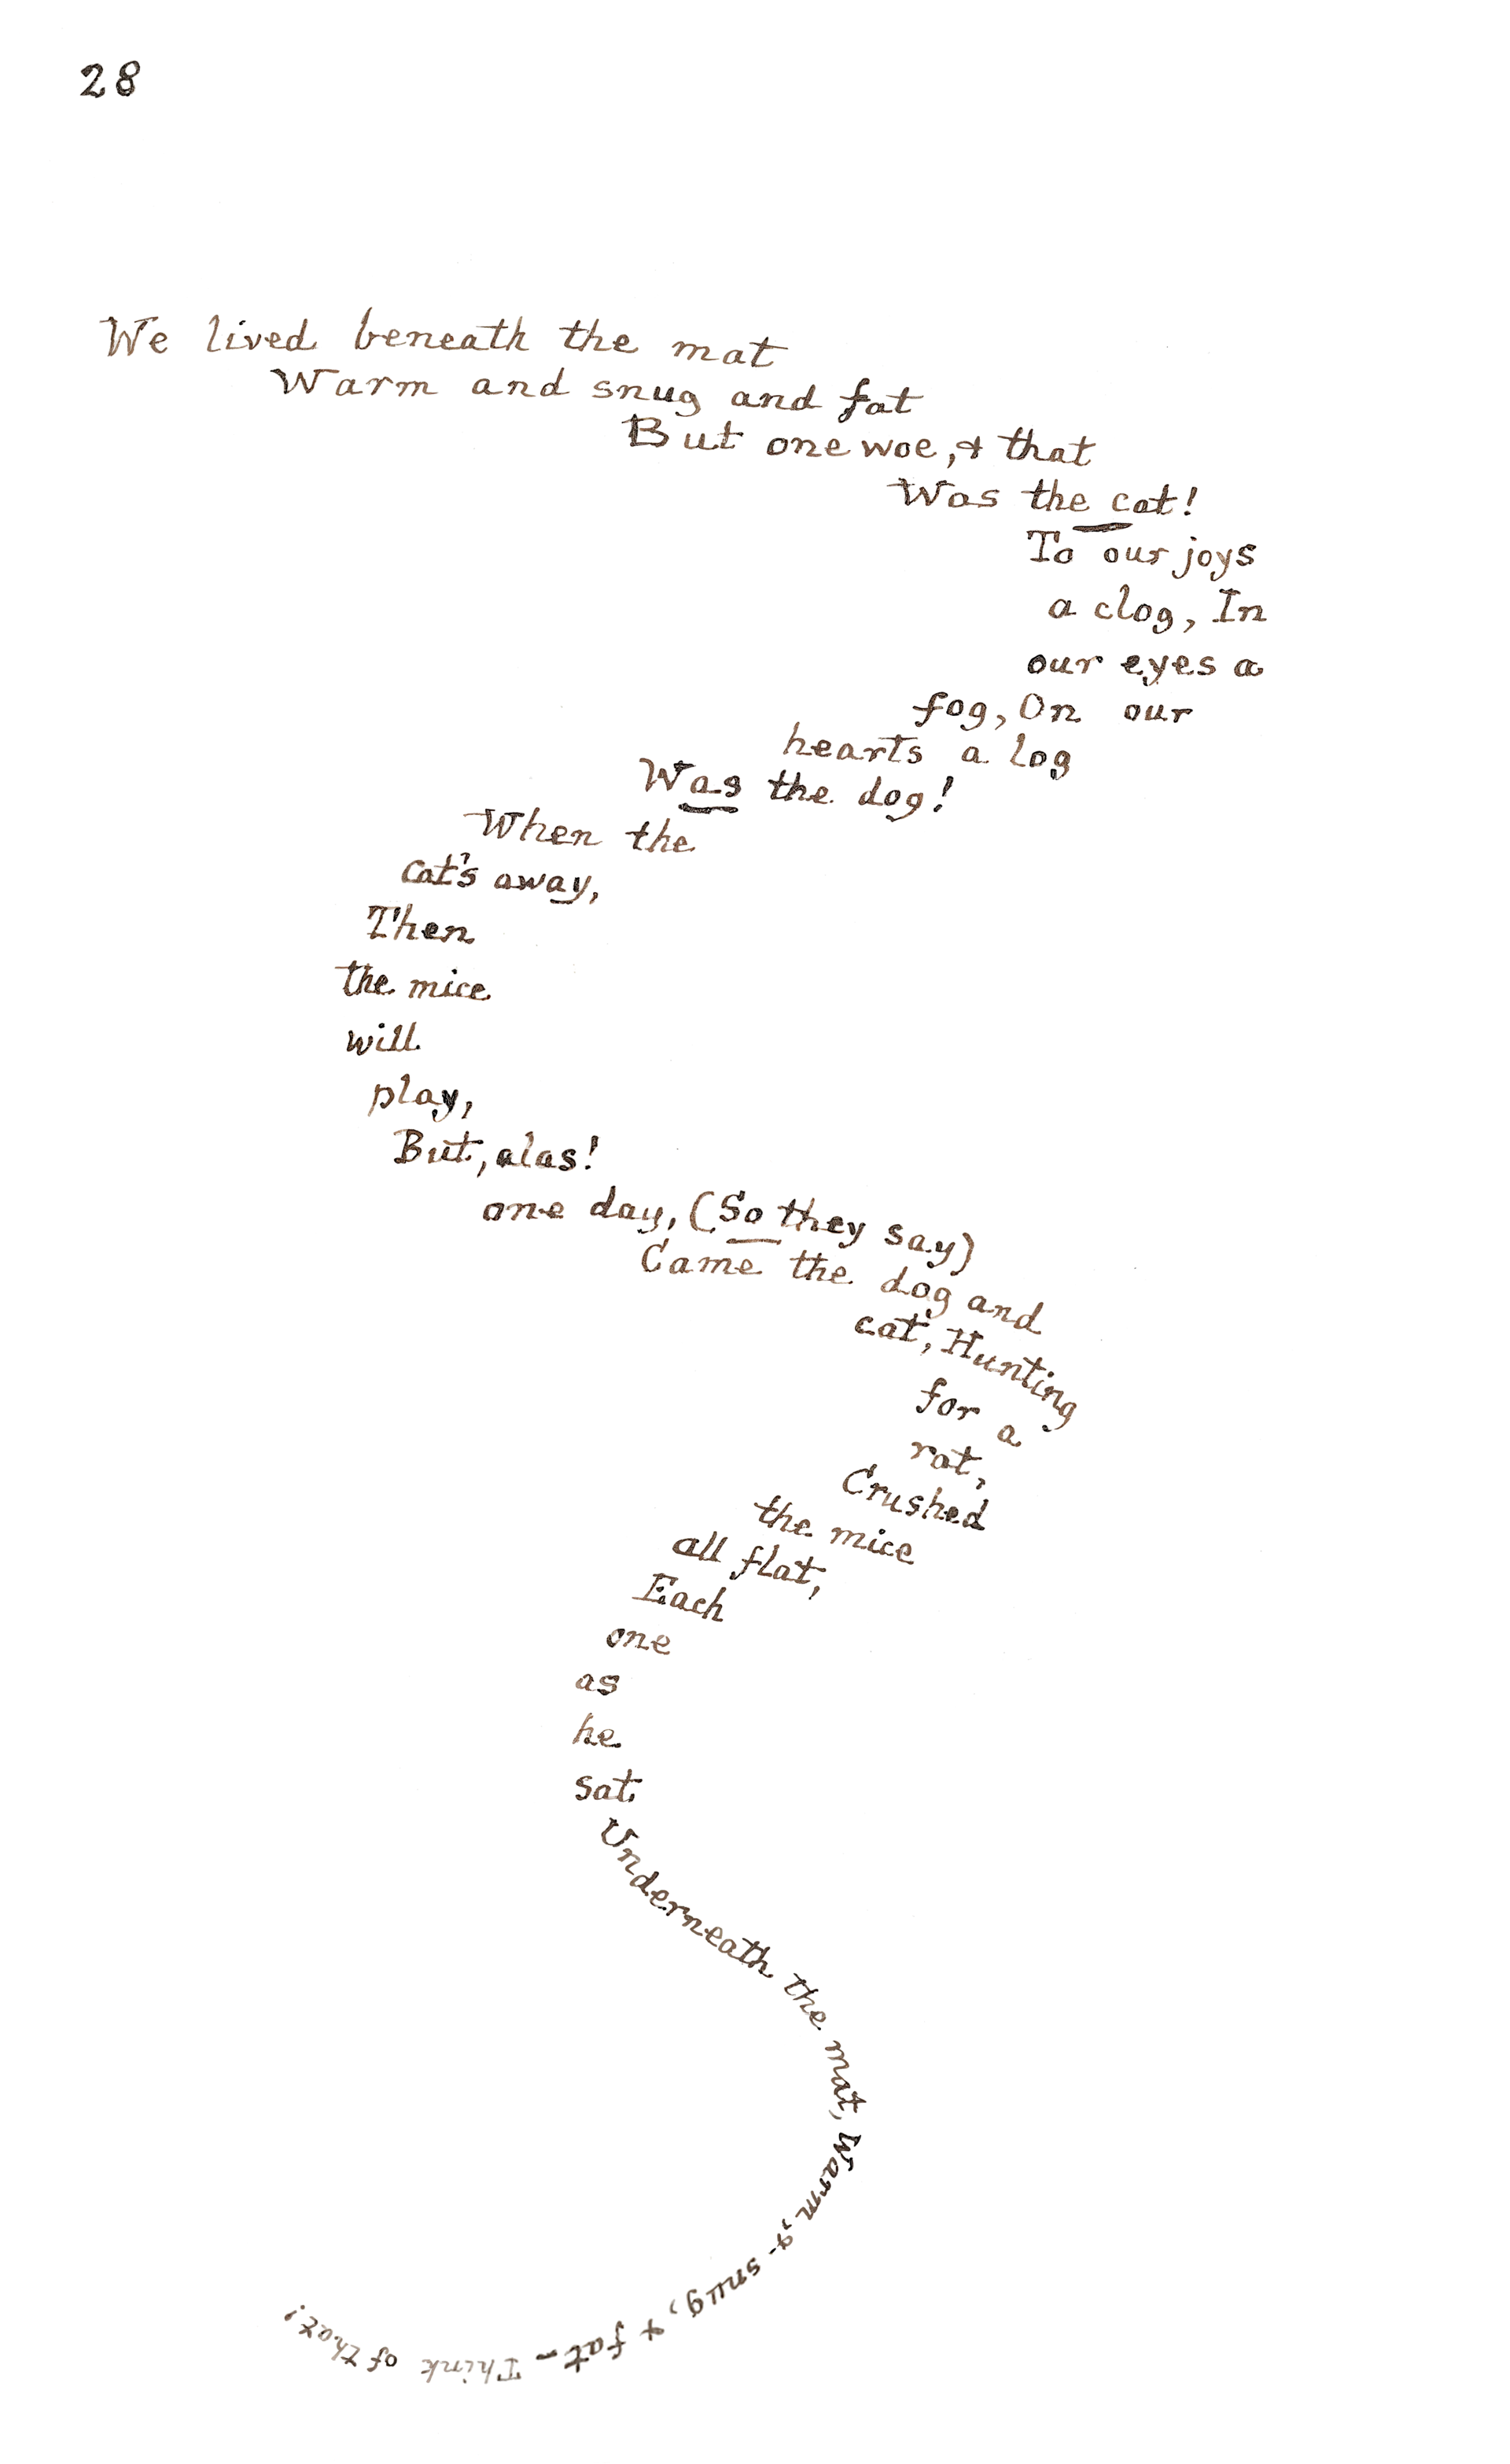 28
We lived beneath the mat
Warm and snug and fat
But one woe, & that
Was the cat!
To our joys
a clog, In
our eyes a
fog, On our
hearts a log
Was the dog!
When the
cat's away,
Then
the mice
will
play,
But, alas!
one day, (So they say)
Came the dog and
cat, Hunting
for a
rat,
Crushed
the mice
all flat,
Each
one
as
he
sat
Underneath the mat, Warm, & snug, & fat – Think of that!